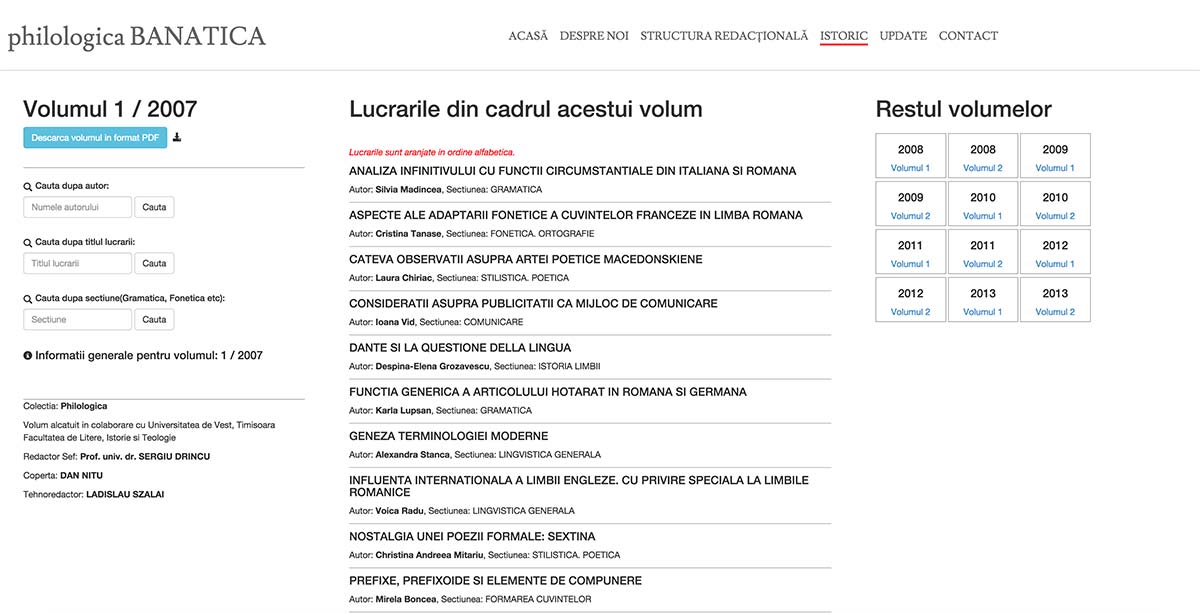 philologica BANATICA
ACASĂ DESPRE NOI STRUCTURA REDACȚIONALĂ ISTORIC UPDATE CONTACT
Volumul 1 / 2007
Descarca volumul in format PDF
Cauta dupa autor:
Numele autorului Cauta
Cauta dupa titlul lucrarii:
Titlul lucrarii Cauta
Cauta dupa sectiune(Gramatica, Fonetica etc):
Sectiune Cauta
Informatii generale pentru volumul: 1 / 2007
Colectia: Philologica
Volum alcatuit in colaborare cu Universitatea de Vest, Timisoara
Facultatea de Litere, Istorie si Teologie
Redactor Sef: Prof. univ. dr. SERGIU DRINCU
Coperta: DAN NITU
Tehnoredactor: LADISLAU SZALAI
Lucrarile din cadrul acestui volum
Lucrarile sunt aranjate in ordine alfabetica.
ANALIZA INFINITIVULUI CU FUNCTII CIRCUMSTANTIALE DIN ITALIANA SI ROMANA
Autor: Silvia Madincea, Sectiunea: GRAMATICA
ASPECTE ALE ADAPTARII FONETICE A CUVINTELOR FRANCEZE IN LIMBA ROMANA
Autor: Cristina Tanase, Sectiunea: FONETICA. ORTOGRAFIE
CATEVA OBSERVATII ASUPRA ARTEI POETICE MACEDONSKIENE
Autor: Laura Chiriac, Sectiunea: STILISTICA. POETICA
CONSIDERATII ASUPRA PUBLICITATII CA MIJLOC DE COMUNICARE
Autor: Ioana Vid, Sectiunea: COMUNICARE
DANTE SI LA QUESTIONE DELLA LINGUA
Autor: Despina-Elena Grozavescu, Sectiunea: ISTORIA LIMBII
FUNCTIA GENERICA A ARTICOLULUI HOTARAT IN ROMANA SI GERMANA
Autor: Karla Lupsan, Sectiunea: GRAMATICA
GENEZA TERMINOLOGIEI MODERNE
Autor: Alexandra Stanca, Sectiunea: LINGVISTICA GENERALA
INFLUENTA INTERNATIONALA A LIMBII ENGLEZE. CU PRIVIRE SPECIALA LA LIMBILE
ROMANICE
Autor: Voica Radu, Sectiunea: LINGVISTICA GENERALA
NOSTALGIA UNEI POEZII FORMALE: SEXTINA
Autor: Christina Andreea Mitariu, Sectiunea: STILISTICA. POETICA
PREFIXE, PREFIXOIDE SI ELEMENTE DE COMPUNERE
Autor: Mirela Boncea, Sectiunea: FORMAREA CUVINTELOR
Restul volumelor
2008 2008 2009
Volumul 1 Volumul 2 Volumul 1
2009 2010 2010
Volumul 2 Volumul 1 Volumul 2
2011 2011 2012
Volumul 1 Volumul 2 Volumul 1
2012 2013 2013
Volumul 2 Volumul 1 Volumul 2